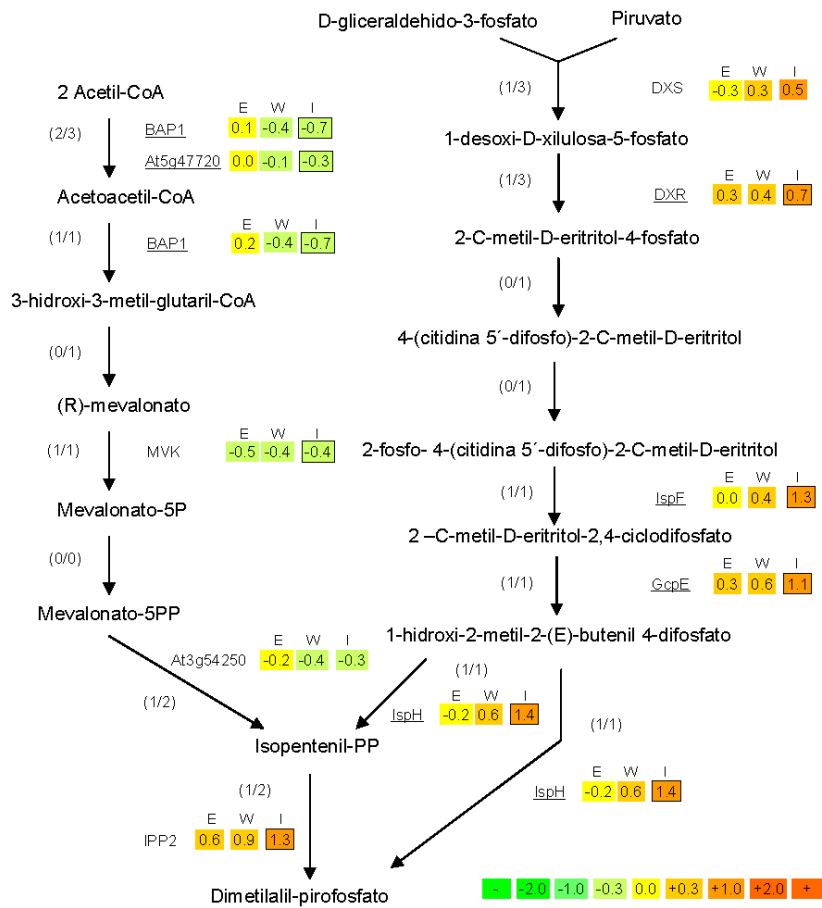 D-gliceraldehido-3-fosfato Piruvato
2 Acetil-CoA
(1/3) DXS E W I
-0.3 0.3 0.5
(2/3) BAP1 E W I
0.1 -0.4 -0.7
1-desoxi-D-xilulosa-5-fosfato
At5g47720 0.0 -0.1 -0.3
(1/3) DXR E W I
0.3 0.4 0.7
Acetoacetil-CoA
(1/1) BAP1 E W I
0.2 -0.4 -0.7
2-C-metil-D-eritritol-4-fosfato
(0/1)
3-hidroxi-3-metil-glutaril-CoA
4-(citidina 5´-difosfo)-2-C-metil-D-eritritol
(0/1)
(0/1)
(R)-mevalonato
(1/1) MVK E W I
-0.5 -0.4 -0.4
2-fosfo- 4-(citidina 5´-difosfo)-2-C-metil-D-eritritol
(1/1) IspF E W I
0.0 0.4 1.3
Mevalonato-5P
2 –C-metil-D-eritritol-2,4-ciclodifosfato
(0/0)
(1/1) GcpE E W I
0.3 0.6 1.1
Mevalonato-5PP
1-hidroxi-2-metil-2-(E)-butenil 4-difosfato
At3g54250 E W I
-0.2 -0.4 -0.3
(1/2)
(1/1)
IspH E W I
-0.2 0.6 1.4
(1/1)
Isopentenil-PP
IspH E W I
-0.2 0.6 1.4
(1/2)
IPP2 E W I
0.6 0.9 1.3
Dimetilalil-pirofosfato
- -2.0 -1.0 -0.3 0.0 +0.3 +1.0 +2.0 +